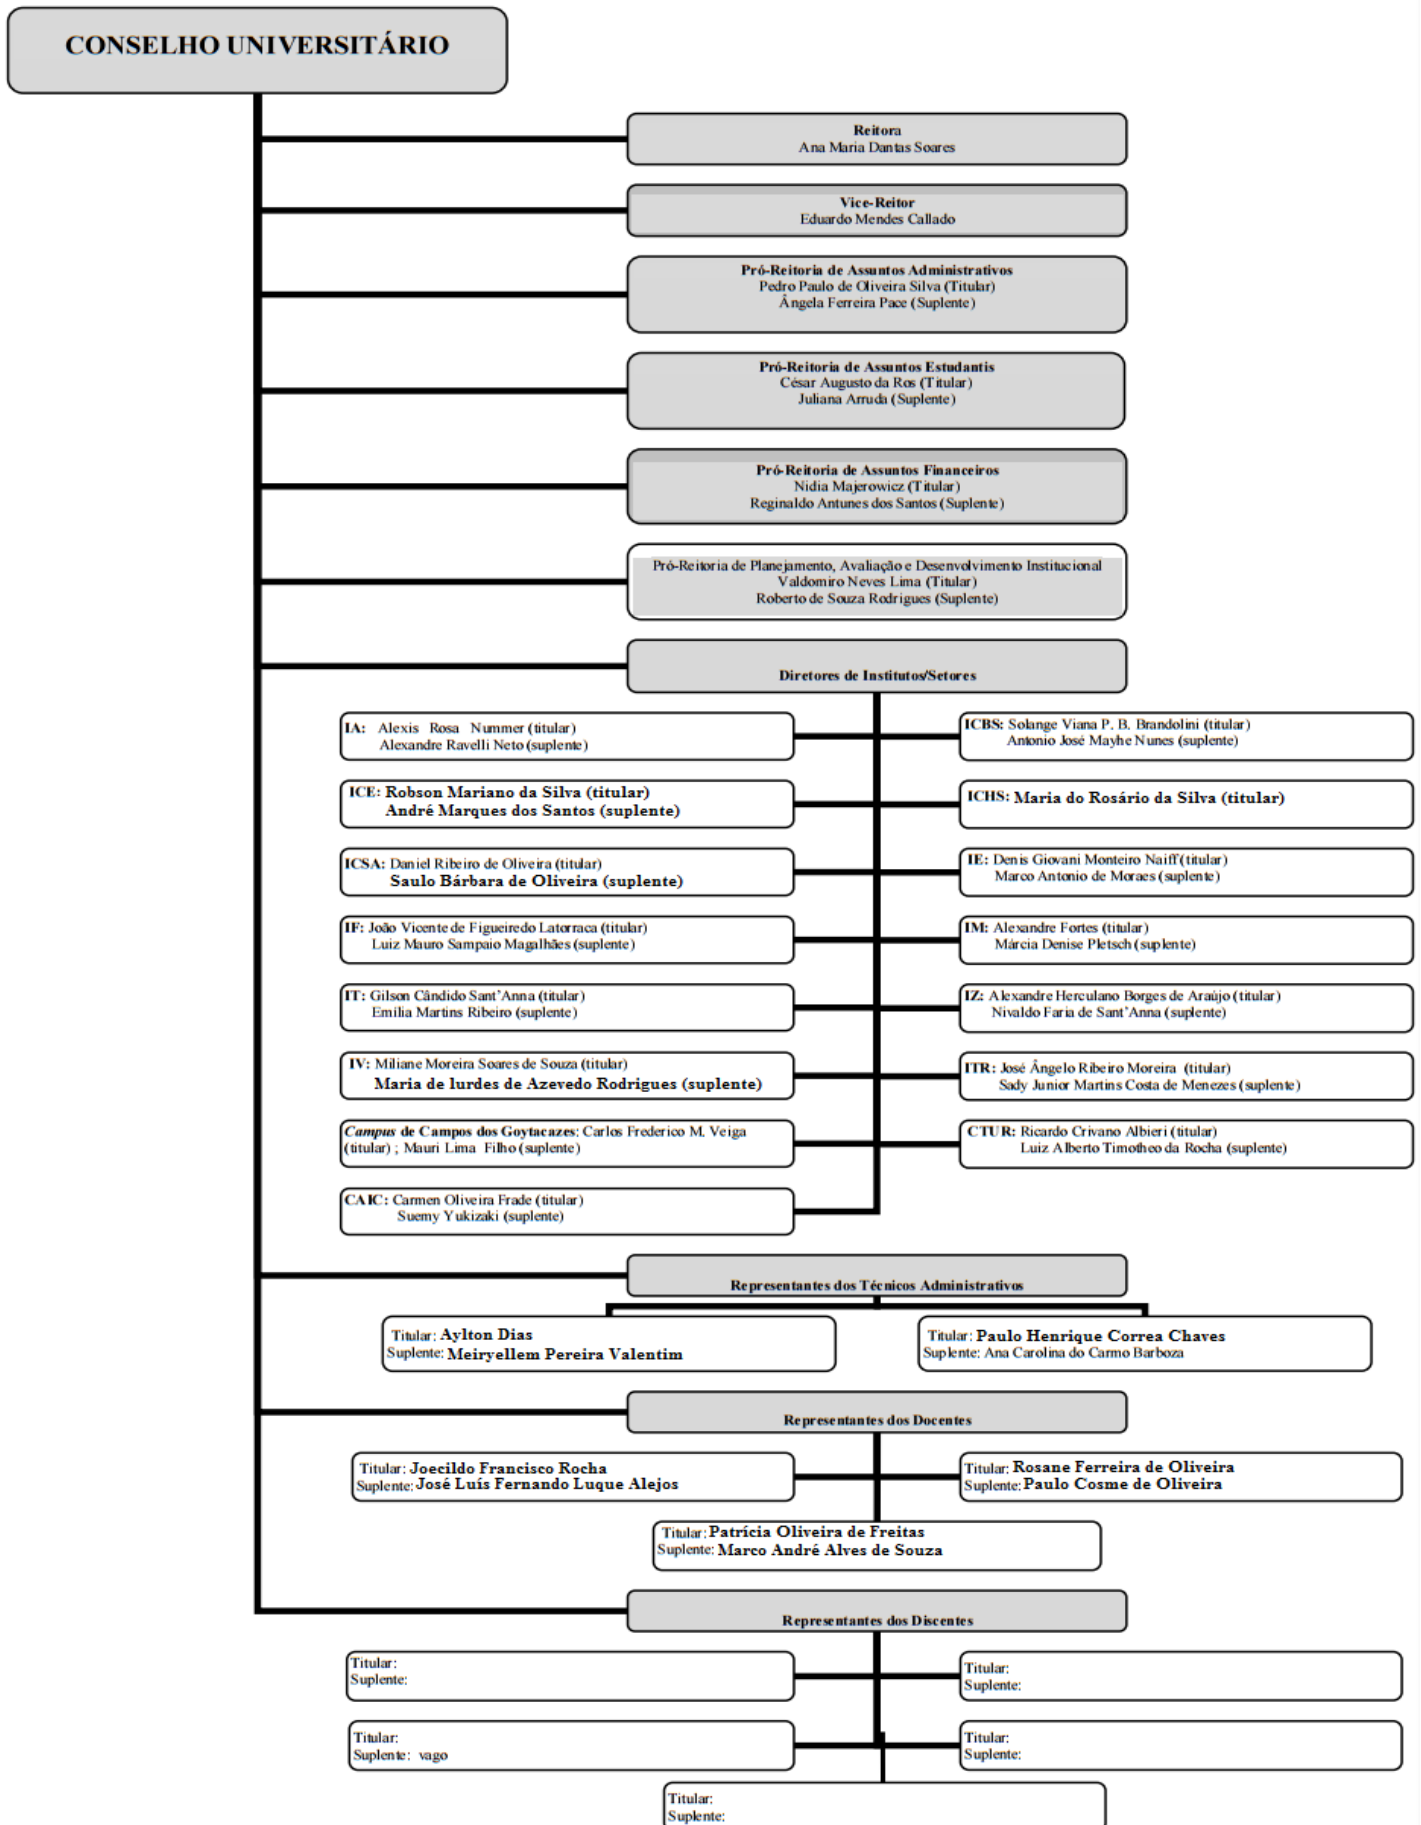 CONSELHO UNIVERSITÁRIO
Reitora
Ana Maria Dantas Soares
Vice-Reitor
Eduardo Mendes Callado
Pró-Reitoria de Assuntos Administrativos
Pedro Paulo de Oliveira Silva (Titular)
Ângela Ferreira Pace (Suplente)
Pró-Reitoria de Assuntos Estudantis
César Augusto da Ros (Titular)
Juliana Arruda (Suplente)
Pró-Reitoria de Assuntos Financeiros
Nidia Majerowicz (Titular)
Reginaldo Antunes dos Santos (Suplente)
Pró-Reitoria de Planejamento, Avaliação e Desenvolvimento Institucional
Valdomiro Neves Lima (Titular)
Roberto de Souza Rodrigues (Suplente)
Diretores de Institutos/Setores
IA: Alexis Rosa Nummer (titular)
Alexandre Ravelli Neto (suplente)
ICBS: Solange Viana P. B. Brandolini (titular)
Antonio José Mayhe Nunes (suplente)
ICE: Robson Mariano da Silva (titular)
André Marques dos Santos (suplente)
ICHS: Maria do Rosário da Silva (titular)
ICSA: Daniel Ribeiro de Oliveira (titular)
Saulo Bárbara de Oliveira (suplente)
IE: Denis Giovani Monteiro Naiff (titular)
Marco Antonio de Moraes (suplente)
IF: João Vicente de Figueiredo Latorraca (titular)
Luiz Mauro Sampaio Magalhães (suplente)
IM: Alexandre Fortes (titular)
Márcia Denise Pletsch (suplente)
IT: Gilson Cândido Sant'Anna (titular)
Emilia Martins Ribeiro (suplente)
IZ: Alexandre Herculano Borges de Araújo (titular)
Nivaldo Faria de Sant'Anna (suplente)
IV: Miliane Moreira Soares de Souza (titular)
Maria de lurdes de Azevedo Rodrigues (suplente)
ITR: José Ângelo Ribeiro Moreira (titular)
Sady Junior Martins Costa de Menezes (suplente)
Campus de Campos dos Goytacazes: Carlos Frederico M. Veiga
(titular) ; Mauri Lima Filho (suplente)
CTUR: Ricardo Crivano Albieri (titular)
Luiz Alberto Timotheo da Rocha (suplente)
CAIC: Carmen Oliveira Frade (titular)
Suemy Yukizaki (suplente)
Representantes dos Técnicos Administrativos
Titular: Aylton Dias
Suplente: Meiryellem Pereira Valentim
Titular: Paulo Henrique Correa Chaves
Suplente: Ana Carolina do Carmo Barboza
Representantes dos Docentes
Titular: Joecildo Francisco Rocha
Suplente: José Luís Fernando Luque Alejos
Titular: Rosane Ferreira de Oliveira
Suplente: Paulo Cosme de Oliveira
Titular: Patrícia Oliveira de Freitas
Suplente: Marco André Alves de Souza
Representantes dos Discentes
Titular:
Suplente:
Titular:
Suplente:
Titular:
Suplente: vago
Titular:
Suplente:
Titular:
Suplente: